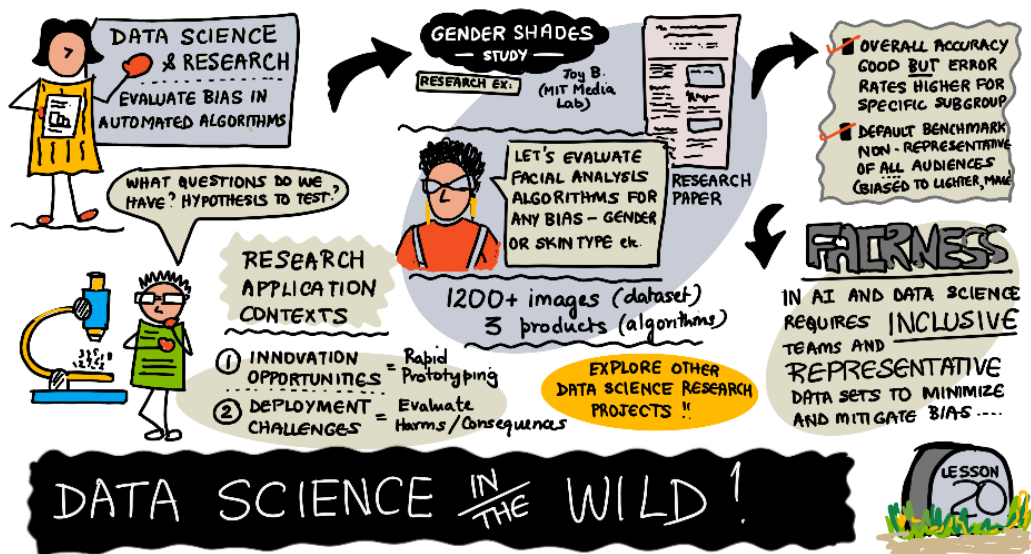 DATA SCIENCE
& RESEARCH
EVALUATE BIAS IN
AUTOMATED ALGORITHMS
WHAT QUESTIONS DO WE
HAVE? HYPOTHESIS TO TEST?
RESEARCH
APPLICATION
CONTEXTS
1 INNOVATION OPPORTUNITIES = Rapid Prototyping
2 DEPLOYMENT CHALLENGES = Evaluate Harms/Consequences
GENDER SHADES
STUDY
RESEARCH EX:
Joy B.
(MIT Media
Lab)
RESEARCH
PAPER
LET'S EVALUATE
FACIAL ANALYSIS
ALGORITHMS FOR
ANY BIAS - GENDER
OR SKIN TYPE etc.
1200+ images (dataset)
3 products (algorithms)
EXPLORE OTHER
DATA SCIENCE RESEARCH
PROJECTS !!
OVERALL ACCURACY
GOOD BUT ERROR
RATES HIGHER FOR
SPECIFIC SUBGROUP
DEFAULT BENCHMARK
NON-REPRESENTATIVE
OF ALL AUDIENCES
(BIASED TO LIGHTER, MALE)
FAIRNESS
IN AI AND DATA SCIENCE
REQUIRES INCLUSIVE
TEAMS AND
REPRESENTATIVE
DATA SETS TO MINIMIZE
AND MITIGATE BIAS ....
DATA SCIENCE IN THE WILD !
LESSON
20